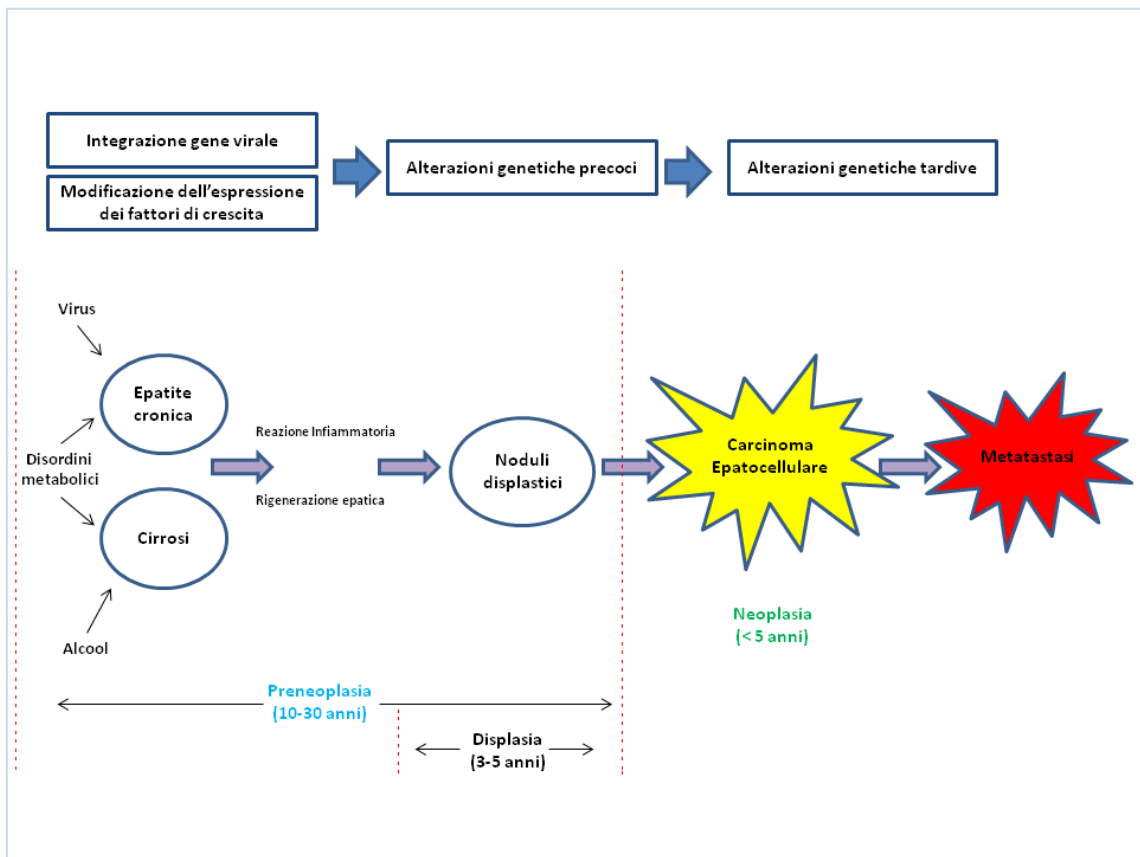 Integrazione gene virale
Modificazione dell'espressione
dei fattori di crescita
Alterazioni genetiche precoci
Alterazioni genetiche tardive
Virus
Epatite
cronica
Disordini
metabolici
Cirrosi
Alcool
Reazione Infiammatoria
Rigenerazione epatica
Noduli
displastici
Carcinoma
Epatocellulare
Metatastasi
Neoplasia
(< 5 anni)
Preneoplasia
(10-30 anni)
Displasia
(3-5 anni)